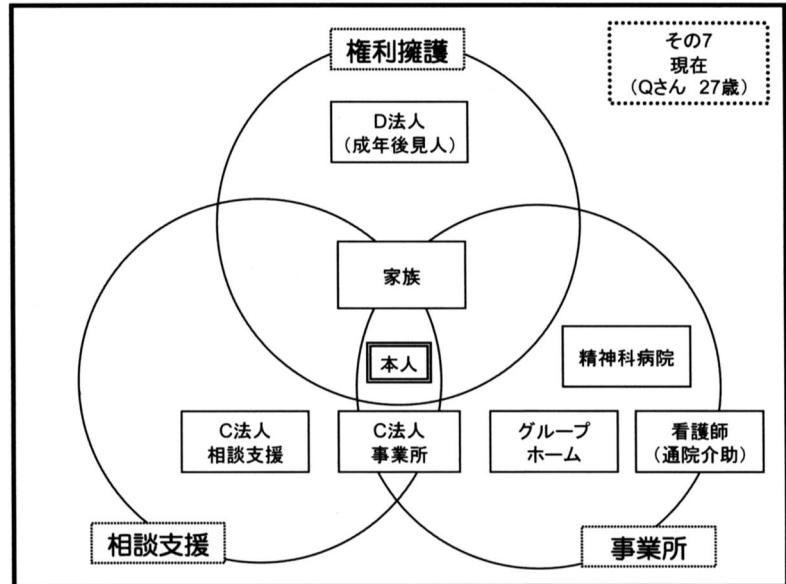 権利擁護
その7
現在
（Qさん 27歳）
D法人
（成年後見人）
家族
本人
精神科病院
C法人
相談支援
C法人
事業所
グループ
ホーム
看護師
（通院介助）
相談支援
事業所